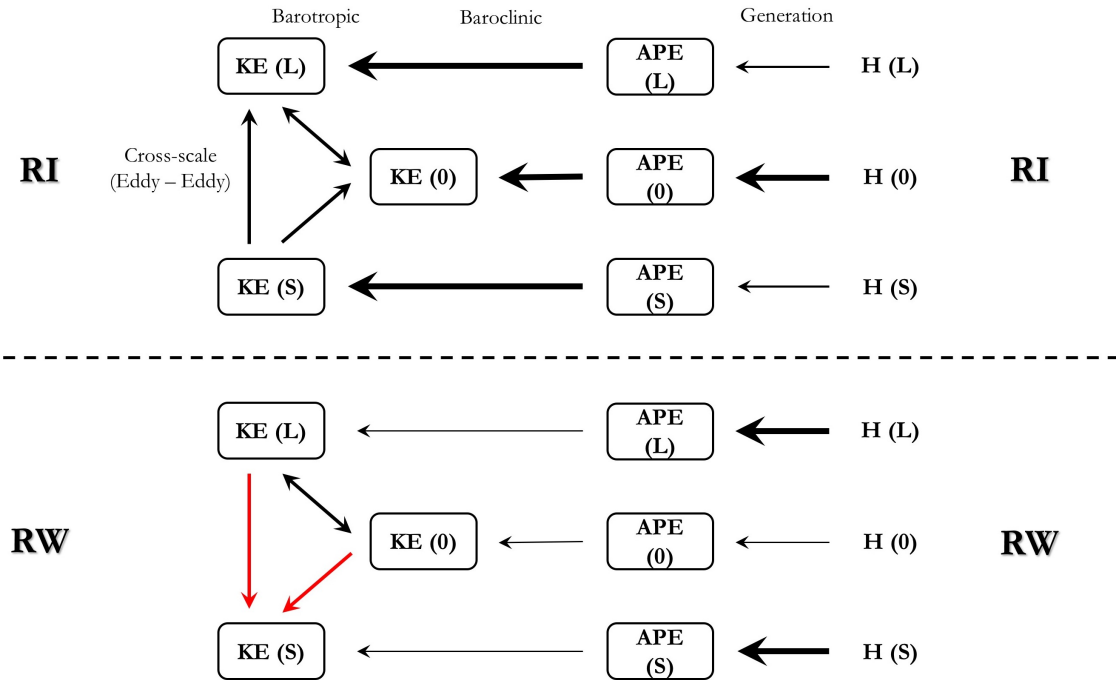 Barotropic
Baroclinic
Generation
KE (L)
APE
(L)
H (L)
RI
Cross-scale
(Eddy – Eddy)
KE (0)
APE
(0)
H (0)
RI
KE (S)
APE
(S)
H (S)
KE (L)
APE
(L)
H (L)
RW
KE (0)
APE
(0)
H (0)
RW
KE (S)
APE
(S)
H (S)